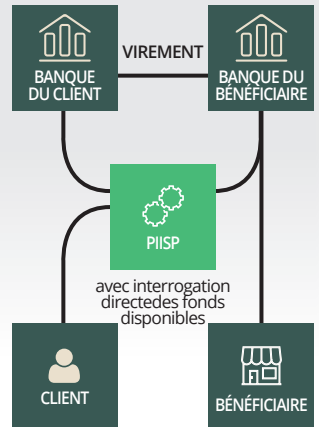 BANQUE
DU CLIENT
VIREMENT
BANQUE DU
BÉNÉFICIAIRE
PIISP
avec interrogation
directedes fonds
disponibles
CLIENT
BÉNÉFICIAIRE